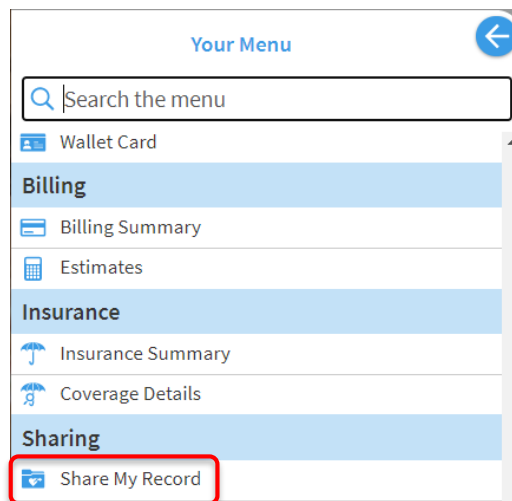 Your Menu
Search the menu
Wallet Card
Billing
Billing Summary
Estimates
Insurance
Insurance Summary
Coverage Details
Sharing
Share My Record